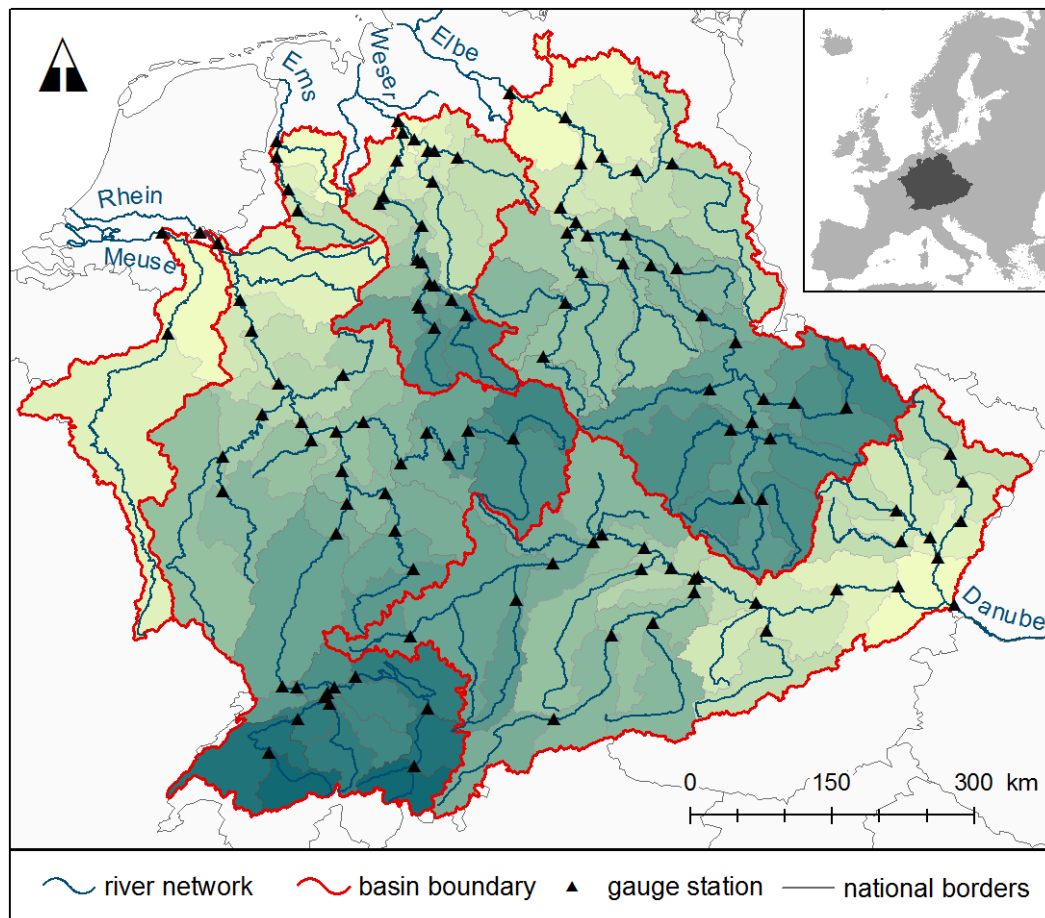 Elbe
Weser
Ems
Rhein
Meuse
Danube
0 150 300 km
river network basin boundary gauge station national borders